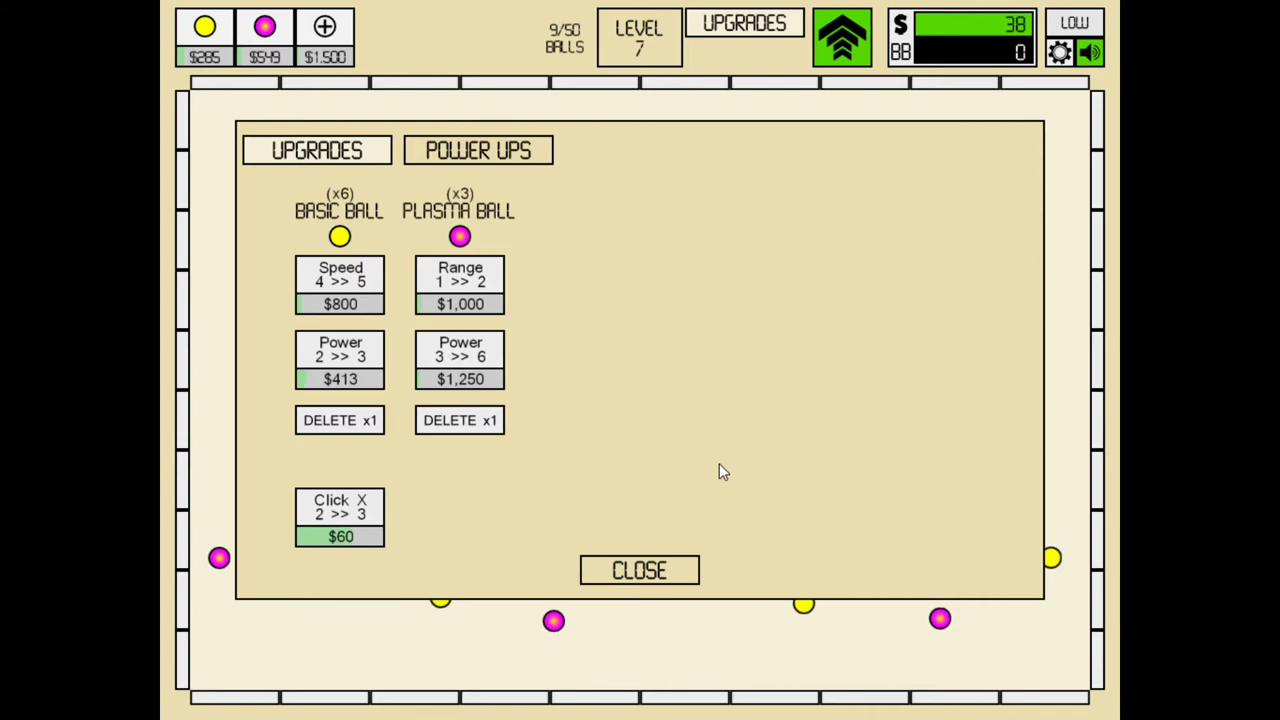 $285
$549
$1.500
9/50
BALLS
LEVEL
7
UPGRADES
$ 38
BB 0
LOW
UPGRADES
POWER UPS
(x6)
BASIC BALL
(x3)
PLASMA BALL
Speed
4 >> 5
$800
Range
1 >> 2
$1,000
Power
2 >> 3
$413
Power
3 >> 6
$1,250
DELETE x1
DELETE x1
Click X
2 >> 3
$60
CLOSE